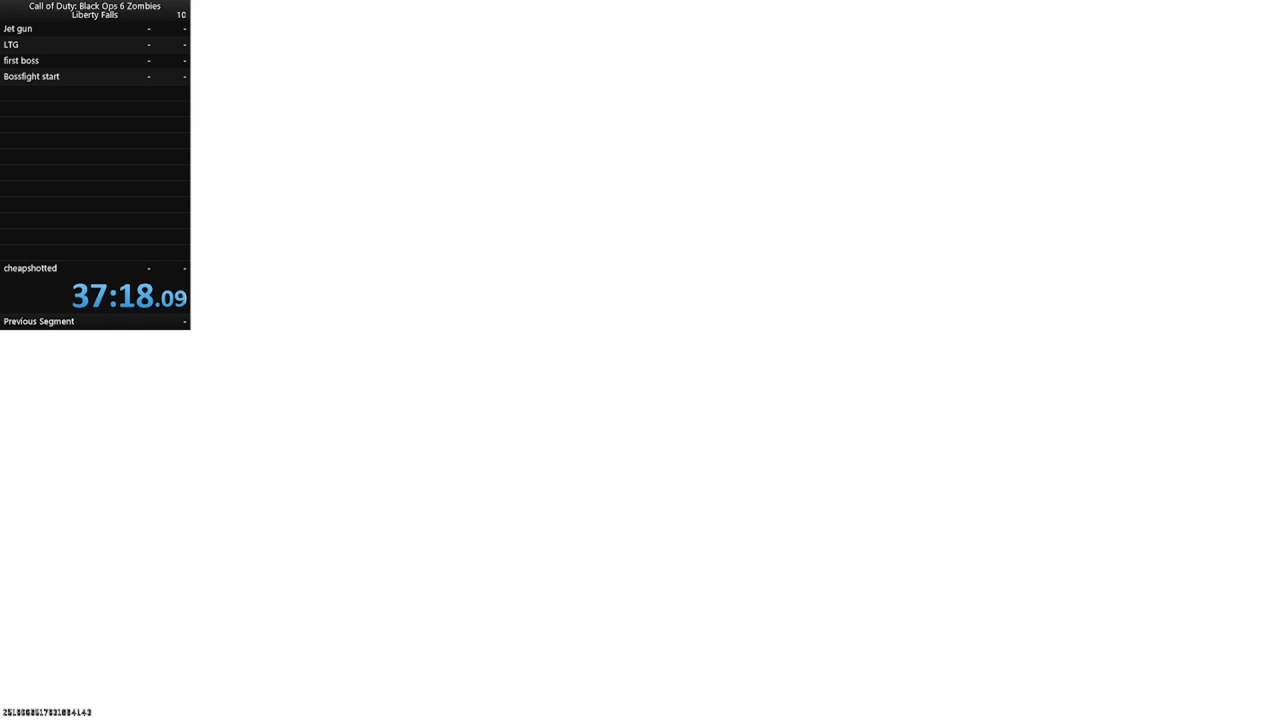 Call of Duty: Black Ops 6 Zombies
Liberty Falls 10
Jet gun - -
LTG - -
first boss - -
Bossfight start - -
cheapshotted - -
37:18.09
Previous Segment -